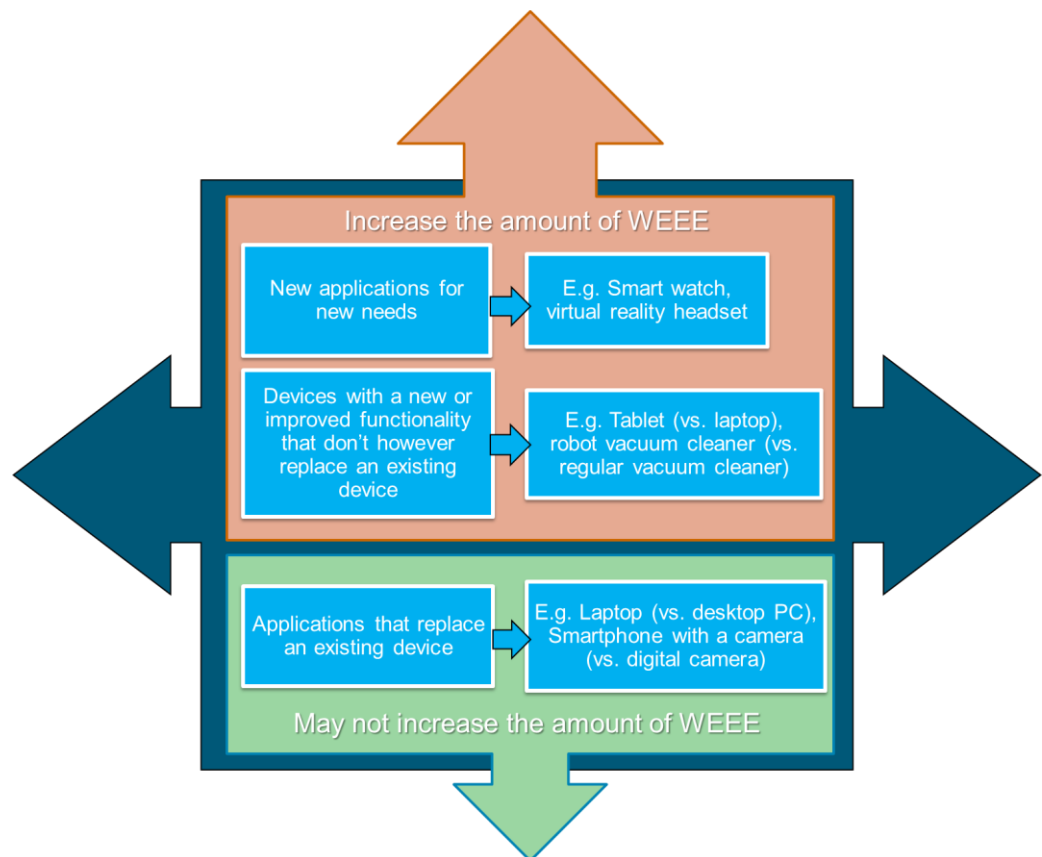 Increase the amount of WEEE
New applications for
new needs
E.g. Smart watch,
virtual reality headset
Devices with a new or
improved functionality
that don't however
replace an existing
device
E.g. Tablet (vs. laptop),
robot vacuum cleaner (vs.
regular vacuum cleaner)
Applications that replace
an existing device
E.g. Laptop (vs. desktop PC),
Smartphone with a camera
(vs. digital camera)
May not increase the amount of WEEE